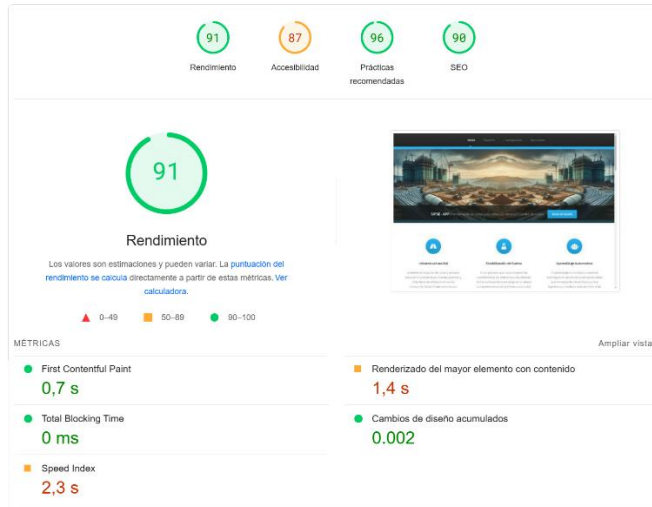 91
87
96
90
Rendimiento
Accesibilidad
Prácticas
recomendadas
SEO
91
Rendimiento
Los valores son estimaciones y pueden variar. La puntuación del
rendimiento se calcula directamente a partir de estas métricas. Ver
calculadora.
0–49
50–89
90–100
MÉTRICAS
Ampliar vista
First Contentful Paint
0,7 s
Renderizado del mayor elemento con contenido
1,4 s
Total Blocking Time
0 ms
Cambios de diseño acumulados
0.002
Speed Index
2,3 s